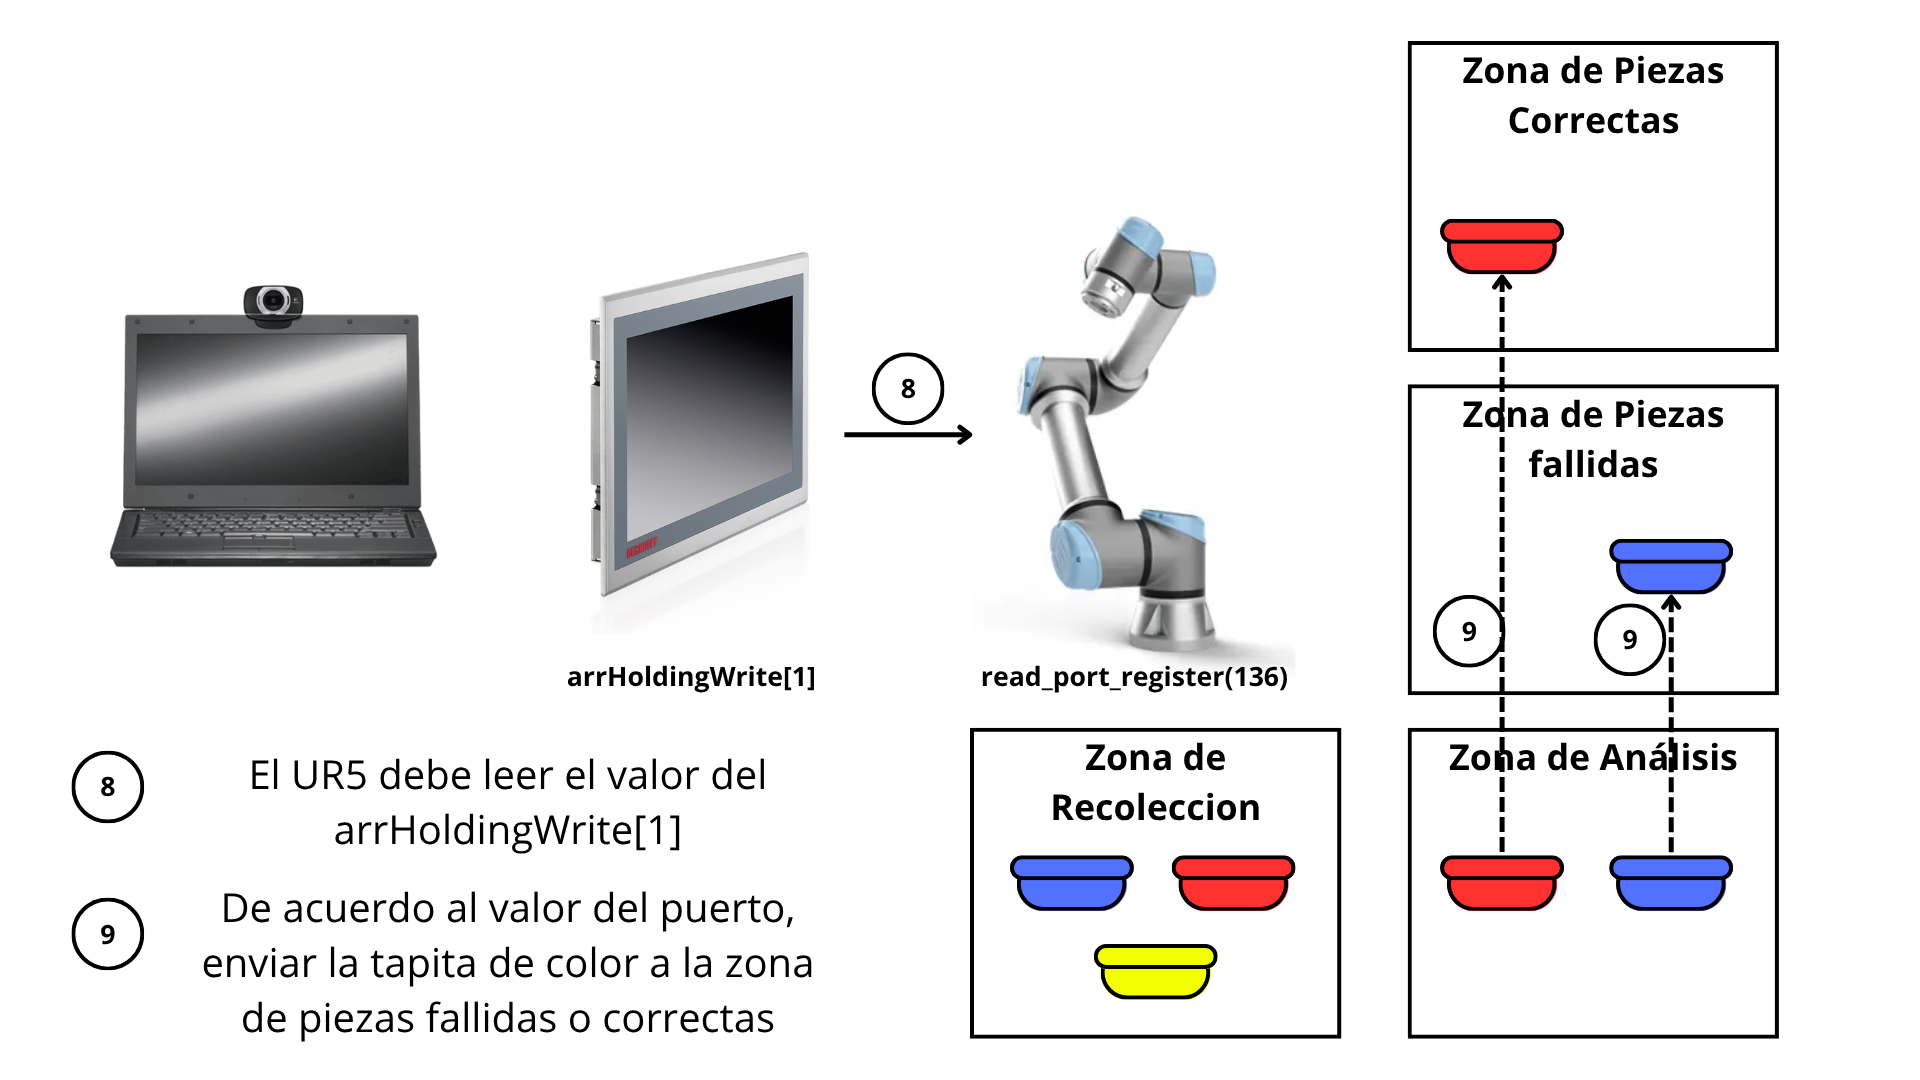 Zona de Piezas
Correctas
8
Zona de Piezas
fallidas
9
9
BECKHOFF
arrHoldingWrite[1]
read_port_register(136)
Zona de
Recoleccion
Zona de Análisis
8
El UR5 debe leer el valor del
arrHoldingWrite[1]
9
De acuerdo al valor del puerto,
enviar la tapita de color a la zona
de piezas fallidas o correctas